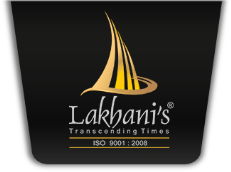 Lakhani's®
Transcending Times
ISO 9001 : 2008